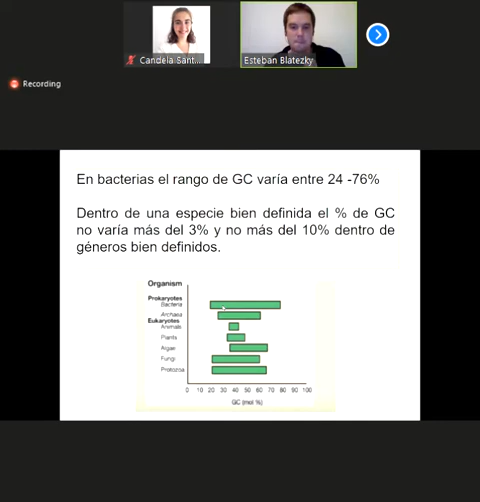 Candela Sant...
Esteban Blatezky
Recording
En bacterias el rango de GC varía entre 24 -76%
Dentro de una especie bien definida el % de GC
no varía más del 3% y no más del 10% dentro de
géneros bien definidos.
Organism
Prokaryotes
Bacteria
Archaea
Eukaryotes
Animals
Plants
Algae
Fungi
Protozoa
0 10 20 30 40 50 60 70 80 90 100
GC (mol %)